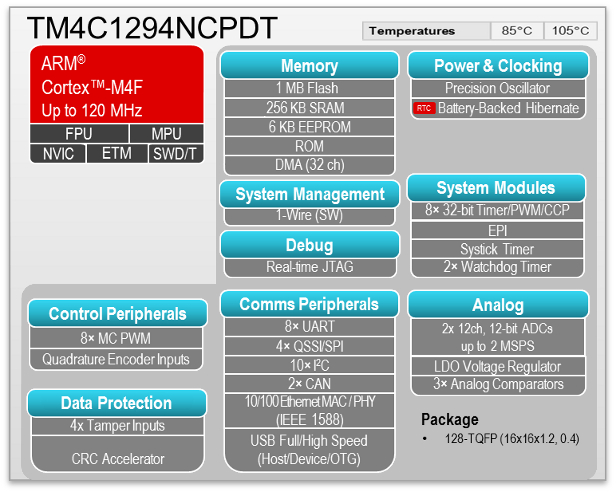 TM4C1294NCPDT
Temperatures 85°C 105°C
ARM®
Cortex™-M4F
Up to 120 MHz
FPU MPU
NVIC ETM SWD/T
Memory
1 MB Flash
256 KB SRAM
6 KB EEPROM
ROM
DMA (32 ch)
Power & Clocking
Precision Oscillator
RTC Battery-Backed Hibernate
System Management
1-Wire (SW)
Debug
Real-time JTAG
System Modules
8× 32-bit Timer/PWM/CCP
EPI
Systick Timer
2× Watchdog Timer
Control Peripherals
8× MC PWM
Quadrature Encoder Inputs
Data Protection
4x Tamper Inputs
CRC Accelerator
Comms Peripherals
8× UART
4× QSSI/SPI
10× I²C
2× CAN
10/100 Ethernet MAC / PHY
(IEEE 1588)
USB Full/High Speed
(Host/Device/OTG)
Analog
2x 12ch, 12-bit ADCs
up to 2 MSPS
LDO Voltage Regulator
3× Analog Comparators
Package
• 128-TQFP (16x16x1.2, 0.4)